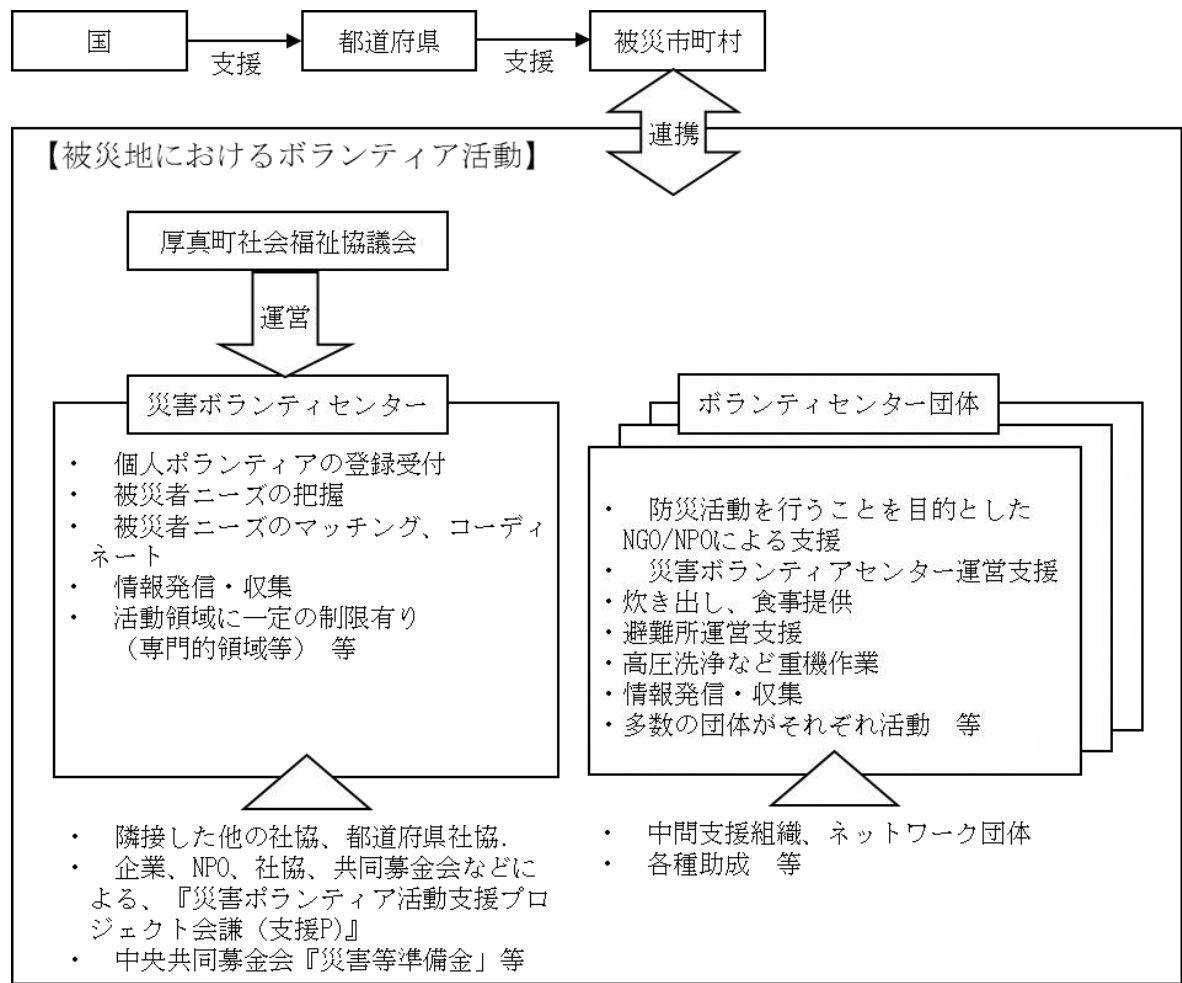 国
都道府県
被災市町村
支援
支援
連携
【被災地におけるボランティア活動】
厚真町社会福祉協議会
運営
災害ボランティセンター
・ 個人ポランティアの登録受付
・ 被災者ニーズの把握
・ 被災者ニーズのマッチング、コーディ
ネート
・ 情報発信・収集
・ 活動領域に一定の制限有り
（専門的領域等） 等
・ 隣接した他の社協、都道府県社協.
・ 企業、NPO、社協、共同募金会などに
よる、『災害ポランティア活動支援プロ
ジェクト会謙（支援P)』
・ 中央共同募金会『災害等準備金」等
ボランティセンター団体
・ 防災活動を行うことを目的とした
NGO/NPOによる支援
・ 災害ボランティアセンター運営支援
・炊き出し、食事提供
・避難所運営支援
・高圧洗浄など重機作業
・情報発信・収集
・多数の団体がそれぞれ活動 等
・ 中問支援組織、ネットワーク団体
・ 各種助成 等